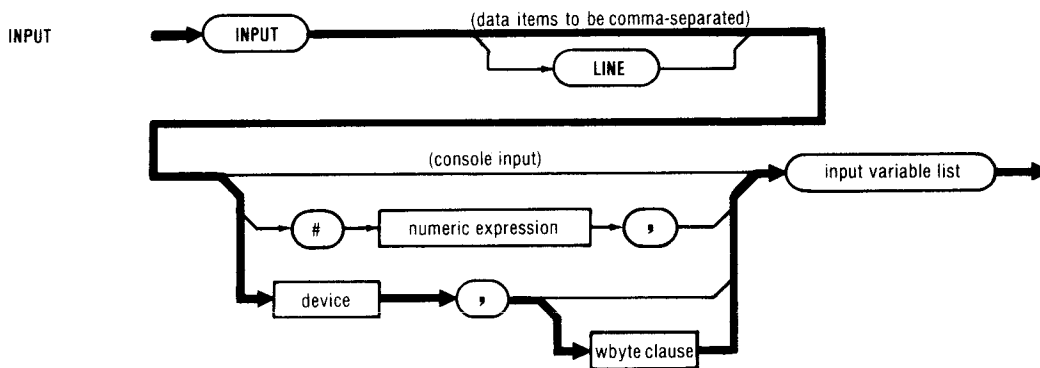 (data items to be comma-separated)
INPUT INPUT
LINE
(console input)
input variable list
# numeric expression ,
device ,
wbyte clause